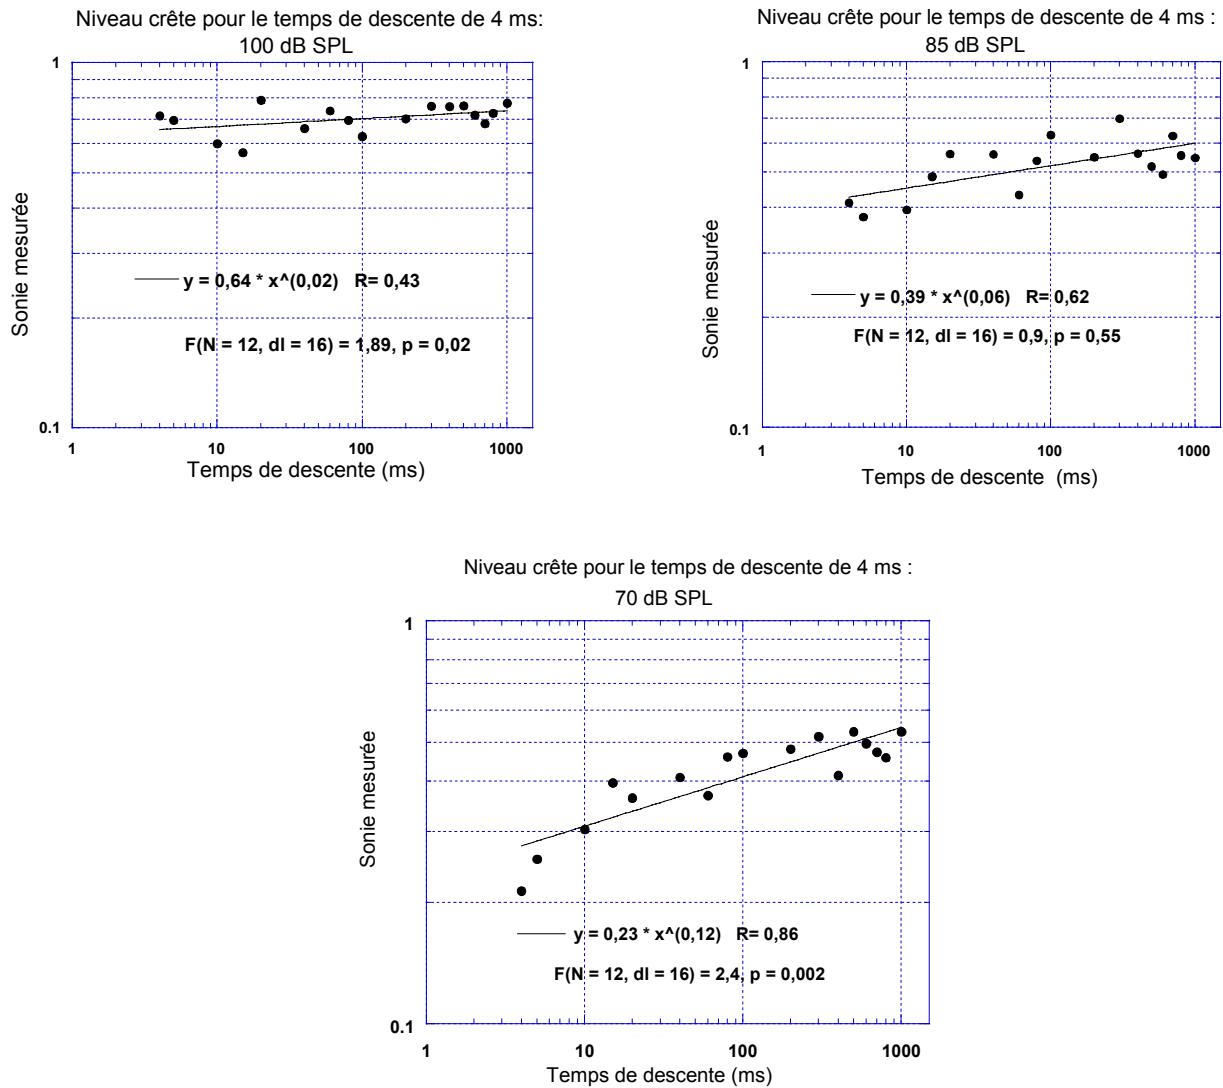 Niveau crête pour le temps de descente de 4 ms:
100 dB SPL
1
Sonie mesurée
y = 0,64 * x^(0,02) R= 0,43
F(N = 12, dl = 16) = 1,89, p = 0,02
0.1
1 10 100 1000
Temps de descente (ms)
Niveau crête pour le temps de descente de 4 ms :
85 dB SPL
1
Sonie mesurée
y = 0,39 * x^(0,06) R= 0,62
F(N = 12, dl = 16) = 0,9, p = 0,55
0.1
1 10 100 1000
Temps de descente (ms)
Niveau crête pour le temps de descente de 4 ms :
70 dB SPL
1
Sonie mesurée
y = 0,23 * x^(0,12) R= 0,86
F(N = 12, dl = 16) = 2,4, p = 0,002
0.1
1 10 100 1000
Temps de descente (ms)